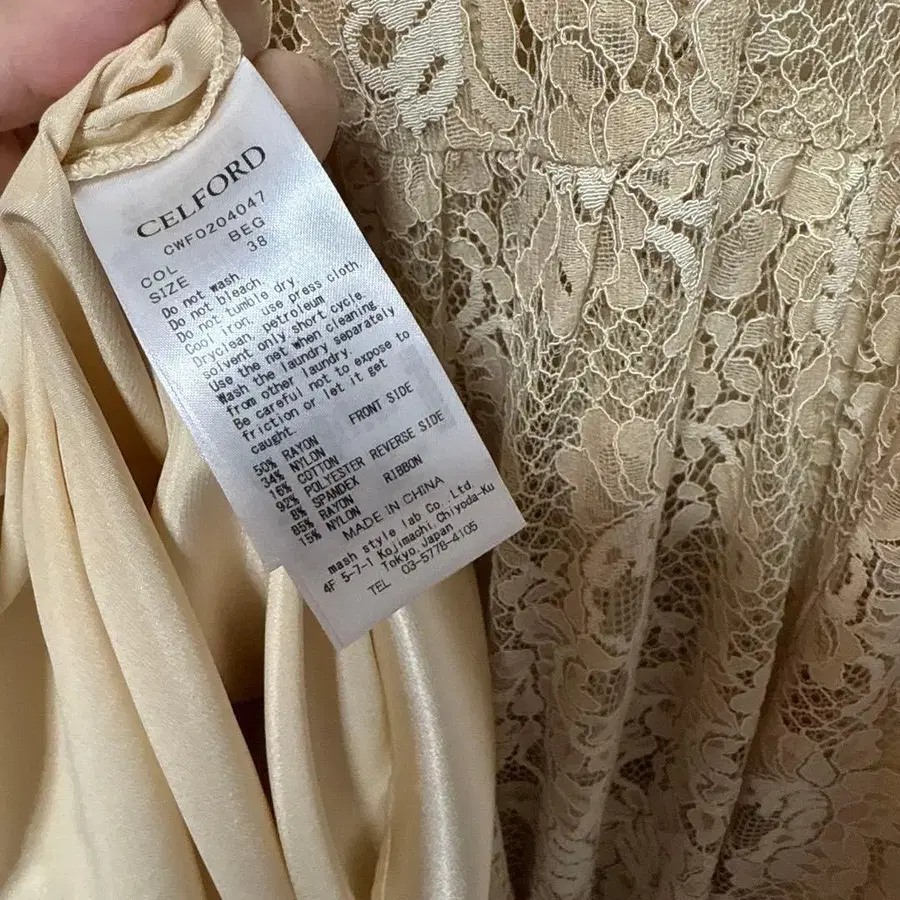 CELFORD
CWFO204047
COL BEG
SIZE 38
Do not wash.
Do not bleach.
Do not tumble dry.
Cool iron. use press cloth
Dryclean, petroleum
solvent only short cycle.
Use the net when cleaning
Wash the laundry separately
from other laundry.
Be careful not to expose to
friction or let it get
caught.
50% RAYON FRONT SIDE
34% NYLON
16% COTTON
92% POLYESTER REVERSE SIDE
8% SPANDEX
85% RAYON RIBBON
15% NYLON
MADE IN CHINA
mash style lab Co.,Ltd.
4F 5-7-1 Kojimachi,Chiyoda-Ku
Tokyo,Japan
TEL 03-5778-4105